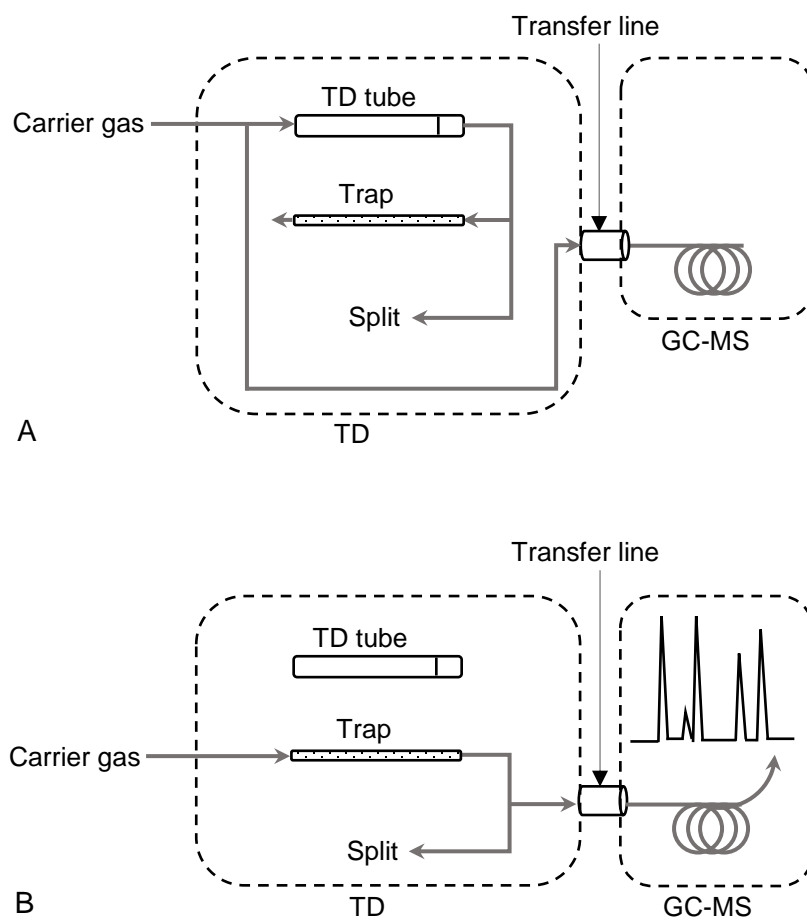 Transfer line
TD tube
Carrier gas
Trap
Split
GC-MS
A
TD
Transfer line
TD tube
Trap
Carrier gas
Split
B
TD
GC-MS